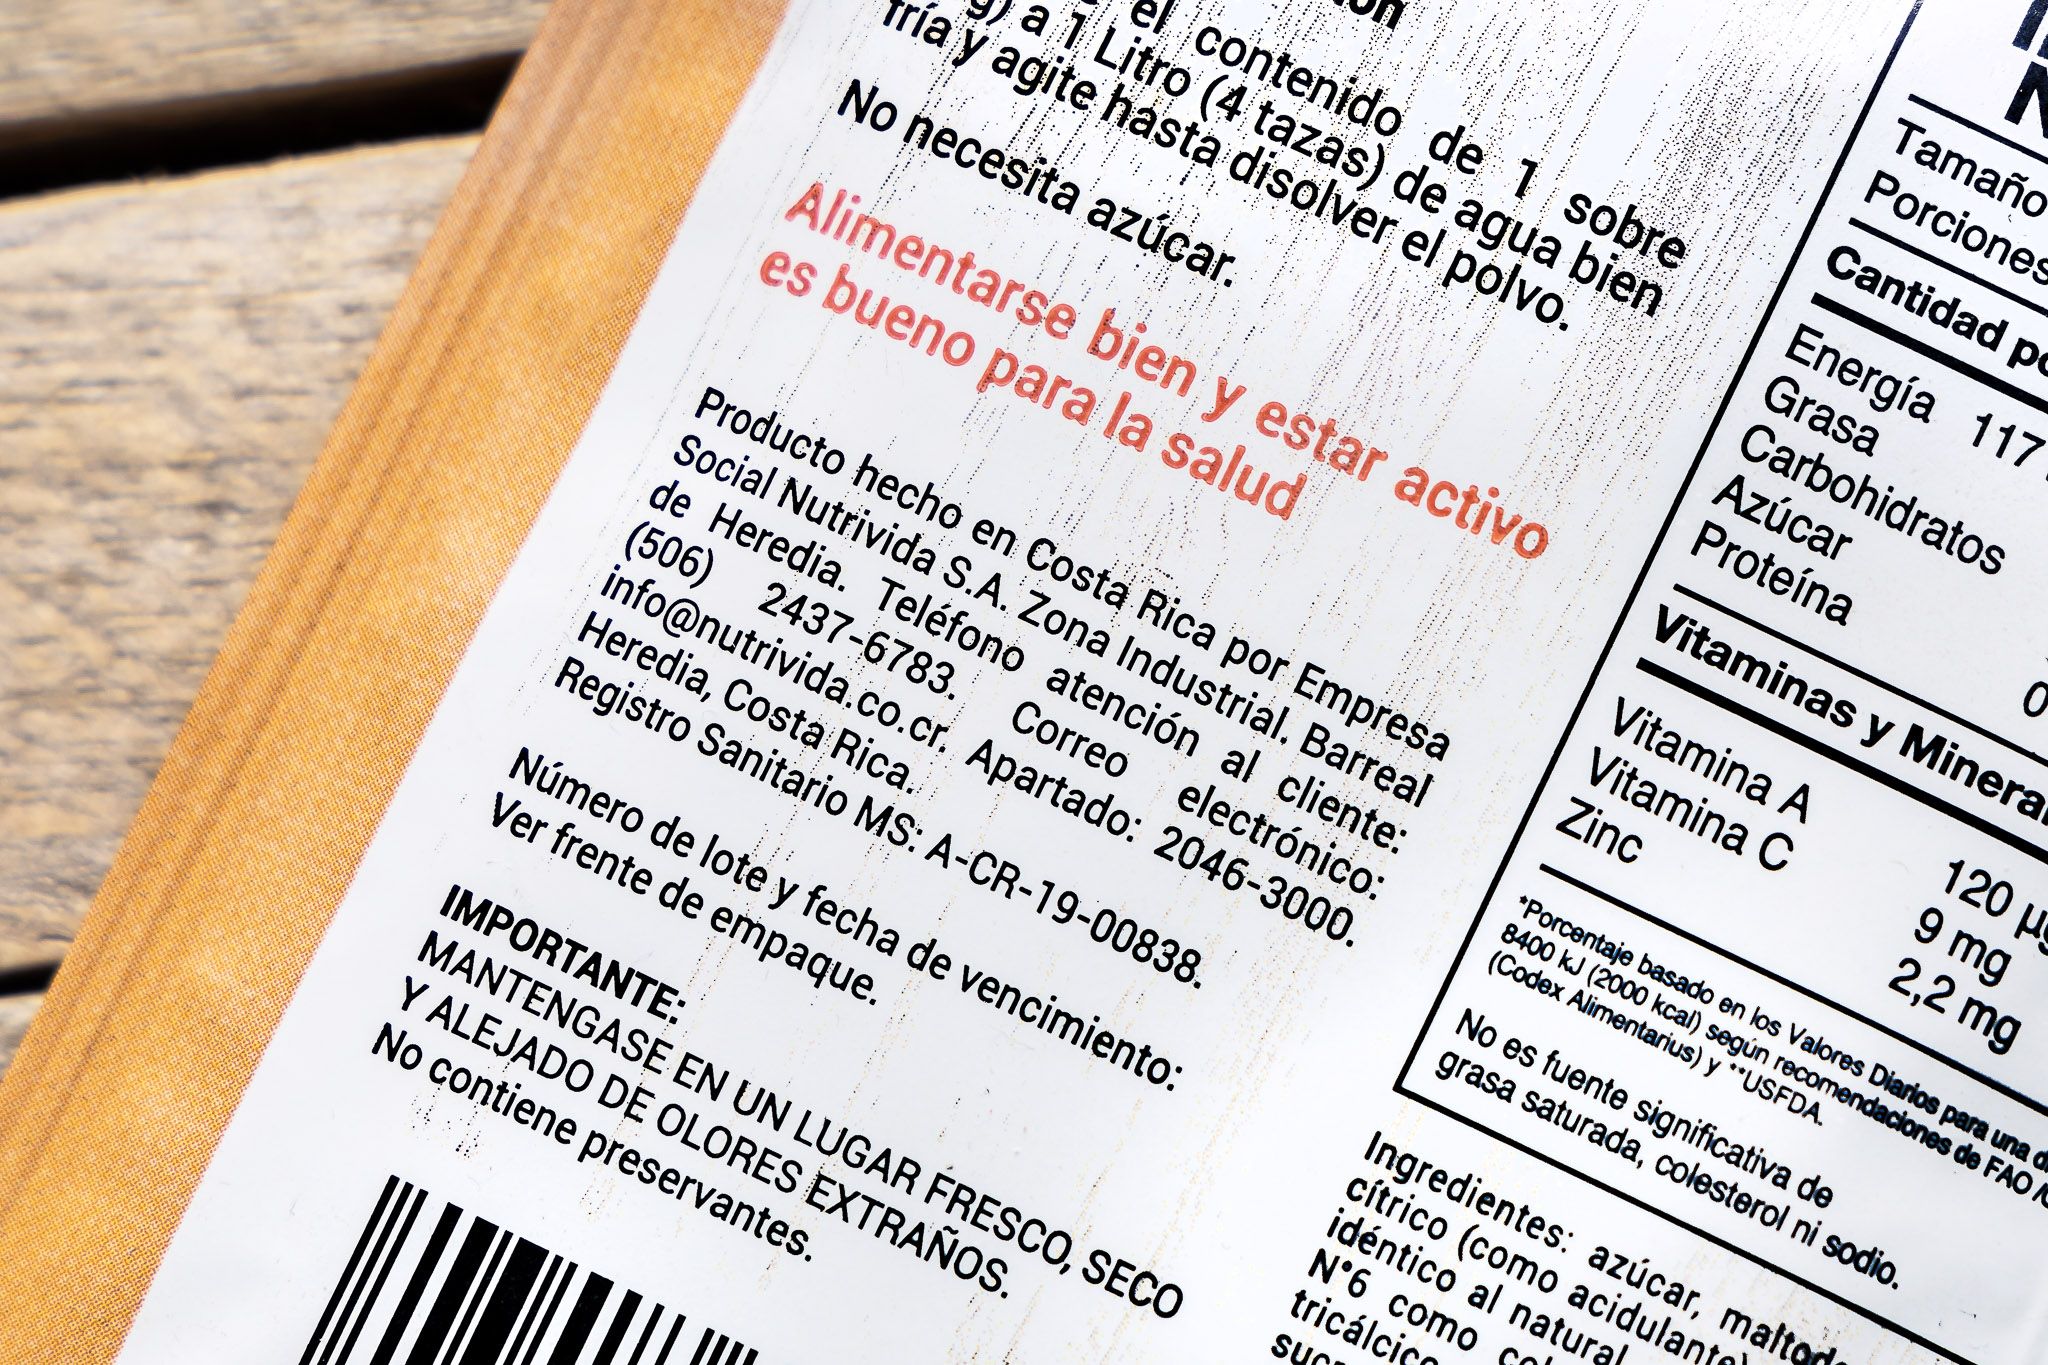 el contenido de 1 sobre
g) a 1 Litro (4 tazas) de agua bien
fría y agite hasta disolver el polvo.
No necesita azúcar.
Alimentarse bien y estar activo
es bueno para la salud
Producto hecho en Costa Rica por Empresa
Social Nutrivida S.A. Zona Industrial. Barreal
de Heredia. Teléfono atención al cliente:
(506) 2437-6783. Correo electrónico:
info@nutrivida.co.cr. Apartado: 2046-3000.
Heredia, Costa Rica.
Registro Sanitario MS: A-CR-19-00838.
Número de lote y fecha de vencimiento:
Ver frente de empaque.
IMPORTANTE:
MANTENGASE EN UN LUGAR FRESCO, SECO
Y ALEJADO DE OLORES EXTRAÑOS.
No contiene preservantes.
Tamaño
Porciones
Cantidad
Energía 117
Grasa
Carbohidratos
Azúcar
Proteína 0
Vitaminas y
Vitamina A 120 µg
Vitamina C 9 mg
Zinc 2,2 mg
*Porcentaje basado en los Valores Diarios para una
8400 kJ (2000 kcal) según recomendaciones de FAO
(Codex Alimentarius) y **USFDA.
No es fuente significativa de
grasa saturada, colesterol ni sodio.
Ingredientes: azúcar,
cítrico (como acidulante)
idéntico al natural
N°6 como
tricálcico